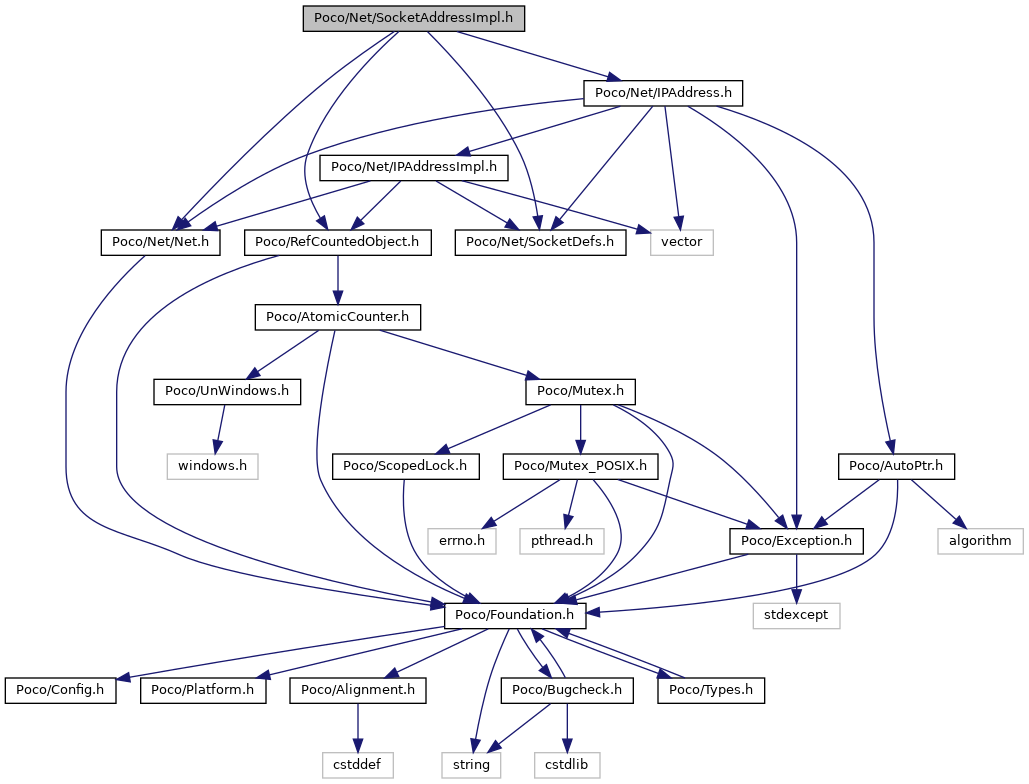 Poco/Net/SocketAddressImpl.h
Poco/Net/IPAddress.h
Poco/Net/IPAddressImpl.h
Poco/Net/Net.h
Poco/RefCountedObject.h
Poco/Net/SocketDefs.h
vector
Poco/AtomicCounter.h
Poco/UnWindows.h
Poco/Mutex.h
windows.h
Poco/ScopedLock.h
Poco/Mutex_POSIX.h
Poco/AutoPtr.h
errno.h
pthread.h
Poco/Exception.h
algorithm
Poco/Foundation.h
stdexcept
Poco/Config.h
Poco/Platform.h
Poco/Alignment.h
Poco/Bugcheck.h
Poco/Types.h
cstddef
string
cstdlib